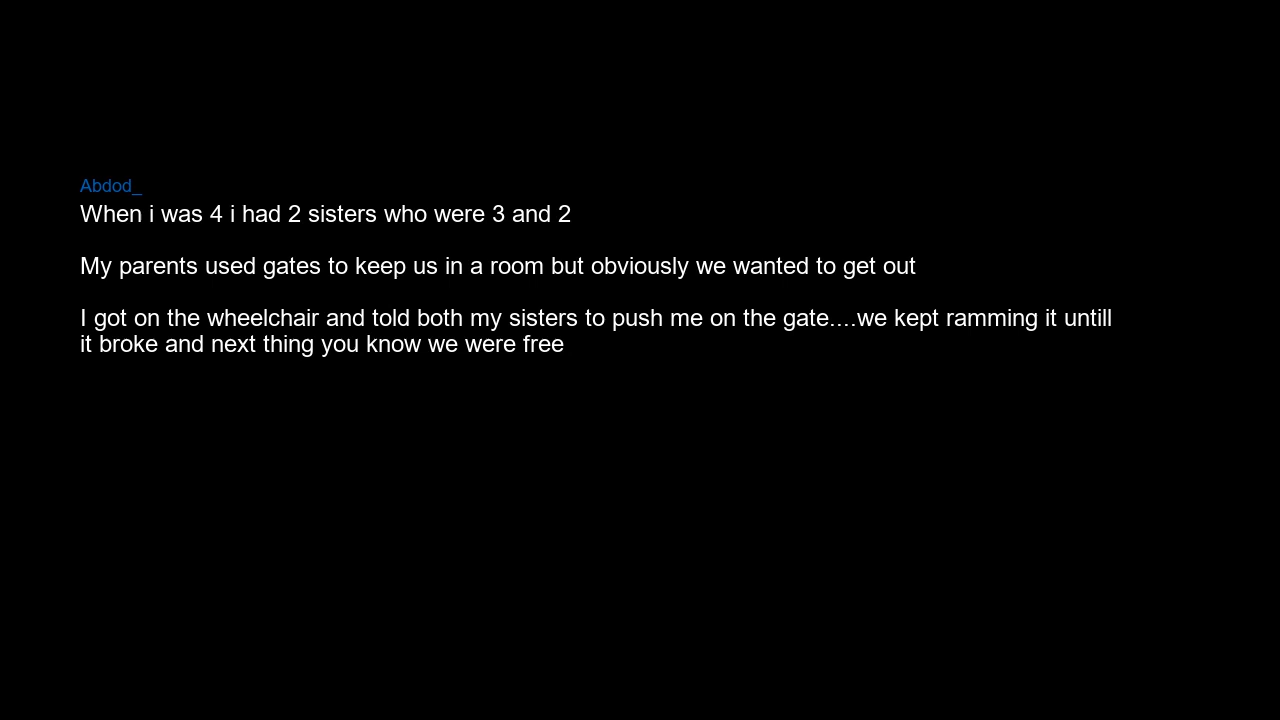 Abdod_
When i was 4 i had 2 sisters who were 3 and 2
My parents used gates to keep us in a room but obviously we wanted to get out
I got on the wheelchair and told both my sisters to push me on the gate....we kept ramming it untill
it broke and next thing you know we were free